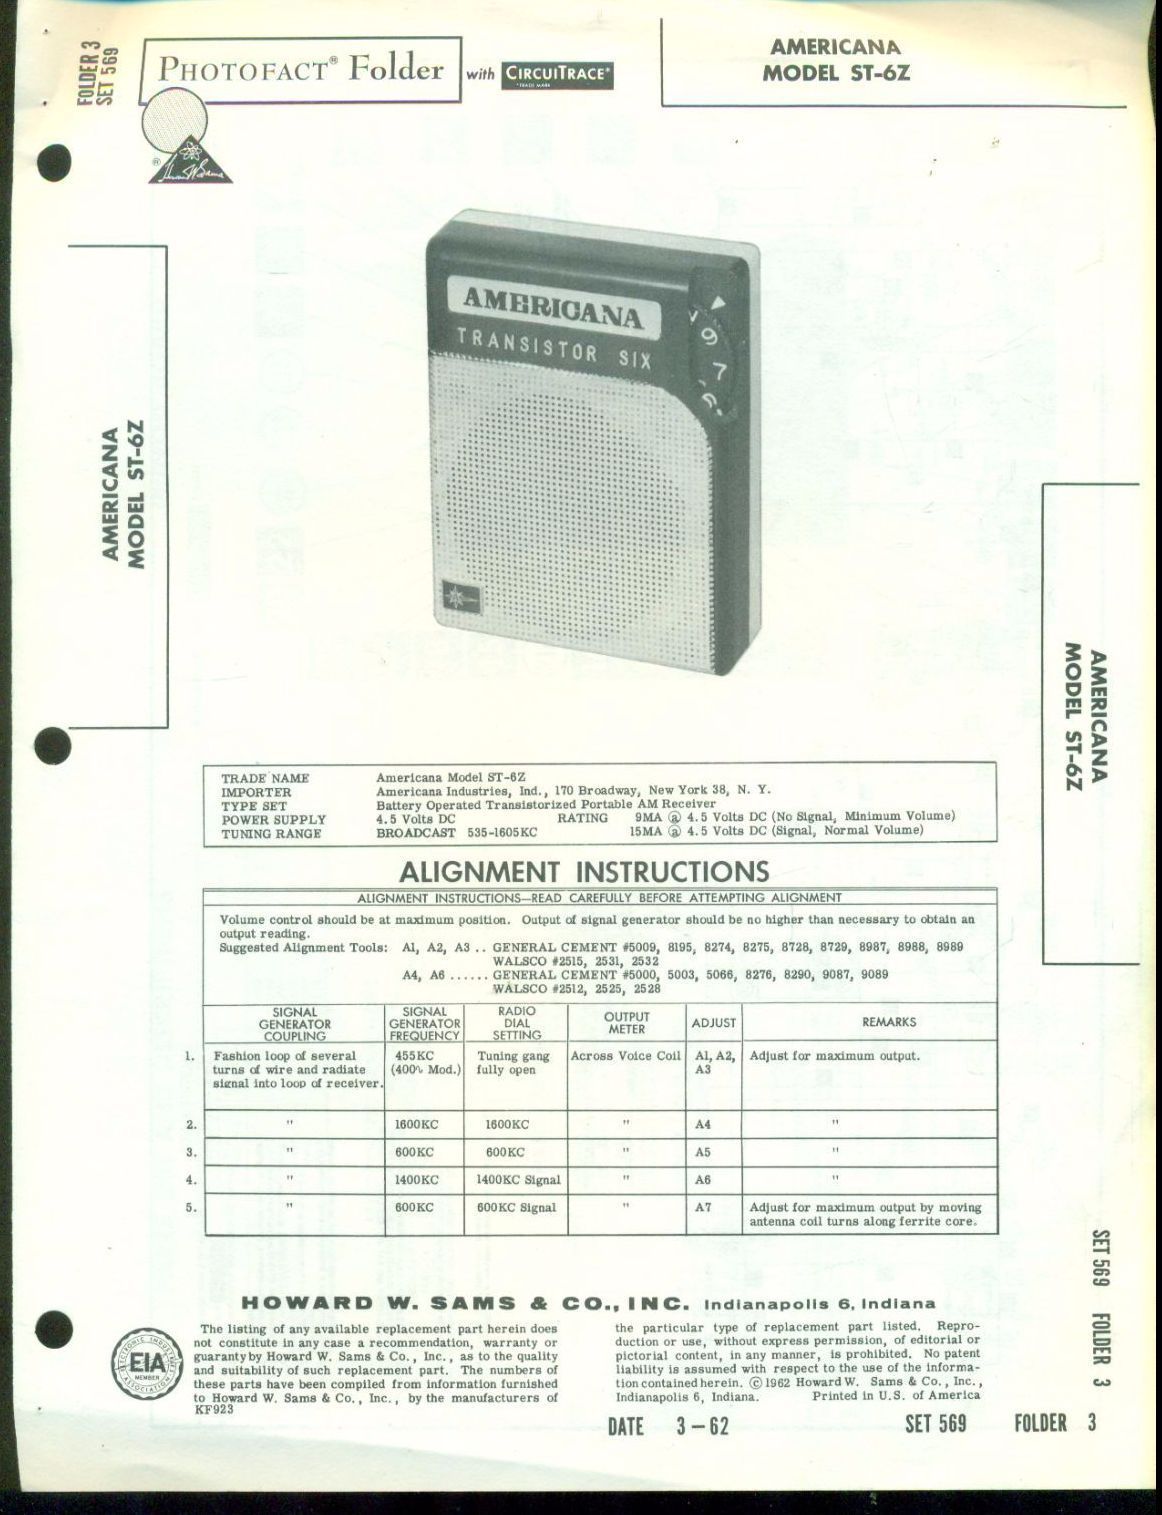 FOLDER 3
SET 569
PHOTOFACT® Folder with CIRCUITRACE*
*TRADE MARK
AMERICANA
MODEL ST-6Z
®
Howard W. Sams
AMERICANA
TRANSISTOR SIX
9
7
6
AMERICANA
MODEL ST-6Z
AMERICANA
MODEL ST-6Z
TRADE NAME Americana Model ST-6Z
IMPORTER Americana Industries, Ind., 170 Broadway, New York 38, N. Y.
TYPE SET Battery Operated Transistorized Portable AM Receiver
POWER SUPPLY 4.5 Volts DC RATING 9MA @ 4.5 Volts DC (No Signal, Minimum Volume)
TUNING RANGE BROADCAST 535-1605KC 15MA @ 4.5 Volts DC (Signal, Normal Volume)
ALIGNMENT INSTRUCTIONS
ALIGNMENT INSTRUCTIONS—READ CAREFULLY BEFORE ATTEMPTING ALIGNMENT
Volume control should be at maximum position. Output of signal generator should be no higher than necessary to obtain an
output reading.
Suggested Alignment Tools: A1, A2, A3 .. GENERAL CEMENT #5009, 8195, 8274, 8275, 8728, 8729, 8987, 8988, 8989
WALSCO #2515, 2531, 2532
A4, A6 ...... GENERAL CEMENT #5000, 5003, 5066, 8276, 8290, 9087, 9089
WALSCO #2512, 2525, 2528
SIGNAL GENERATOR COUPLING SIGNAL GENERATOR FREQUENCY RADIO DIAL SETTING OUTPUT METER ADJUST REMARKS
1. Fashion loop of several 455KC Tuning gang Across Voice Coil A1, A2, Adjust for maximum output.
turns of wire and radiate (400∿ Mod.) fully open A3
signal into loop of receiver.
2. " 1600KC 1600KC " A4 "
3. " 600KC 600KC " A5 "
4. " 1400KC 1400KC Signal " A6 "
5. " 600KC 600KC Signal " A7 Adjust for maximum output by moving
antenna coil turns along ferrite core.
HOWARD W. SAMS & CO., INC. Indianapolis 6, Indiana
The listing of any available replacement part herein does
not constitute in any case a recommendation, warranty or
guaranty by Howard W. Sams & Co., Inc., as to the quality
and suitability of such replacement part. The numbers of
these parts have been compiled from information furnished
to Howard W. Sams & Co., Inc., by the manufacturers of
KF923
the particular type of replacement part listed. Repro-
duction or use, without express permission, of editorial or
pictorial content, in any manner, is prohibited. No patent
liability is assumed with respect to the use of the informa-
tion contained herein. © 1962 Howard W. Sams & Co., Inc.,
Indianapolis 6, Indiana. Printed in U.S. of America
ELECTRONIC INDUSTRIES
EIA
MEMBER
ASSOCIATION
DATE 3-62 SET 569 FOLDER 3
SET 569 FOLDER 3